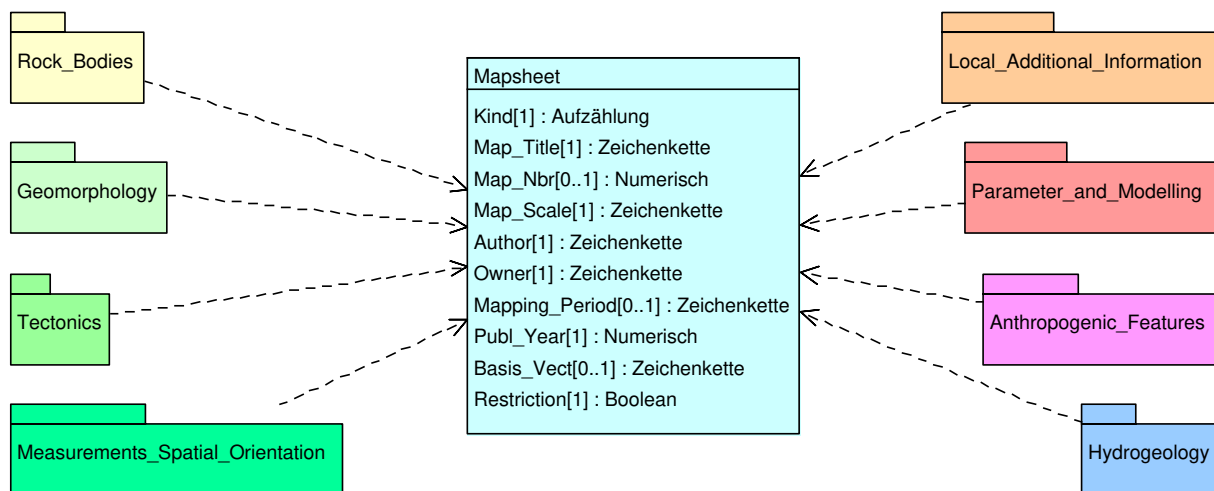 Rock_Bodies
Geomorphology
Tectonics
Measurements_Spatial_Orientation
Mapsheet
Kind[1] : Aufzählung
Map_Title[1] : Zeichenkette
Map_Nbr[0..1] : Numerisch
Map_Scale[1] : Zeichenkette
Author[1] : Zeichenkette
Owner[1] : Zeichenkette
Mapping_Period[0..1] : Zeichenkette
Publ_Year[1] : Numerisch
Basis_Vect[0..1] : Zeichenkette
Restriction[1] : Boolean
Local_Additional_Information
Parameter_and_Modelling
Anthropogenic_Features
Hydrogeology